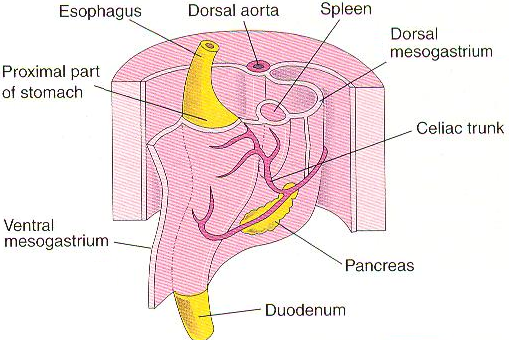 Esophagus
Dorsal aorta
Spleen
Dorsal
mesogastrium
Proximal part
of stomach
Celiac trunk
Ventral
mesogastrium
Pancreas
Duodenum